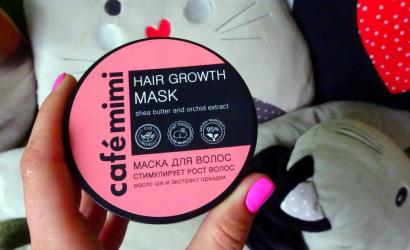 café mimi
HAIR GROWTH
MASK
shea butter and orchid extract
95%
МАСКА ДЛЯ ВОЛОС
СТИМУЛИРУЕТ РОСТ ВОЛОС
масло ши и экстракт орхидеи